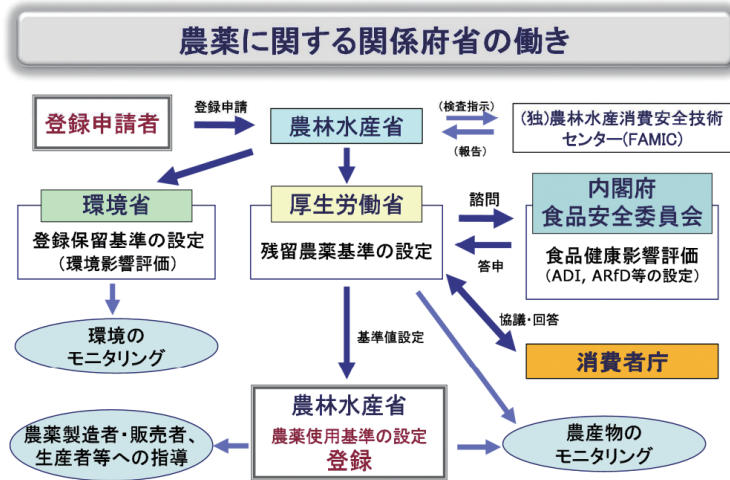 農薬に関する関係府省の働き
登録申請者
登録申請
農林水産省
(検査指示)
(報告)
(独)農林水産消費安全技術
センター(FAMIC)
環境省
登録保留基準の設定
(環境影響評価)
厚生労働省
残留農薬基準の設定
諮問
答申
内閣府
食品安全委員会
食品健康影響評価
(ADI, ARfD等の設定)
環境の
モニタリング
基準値設定
協議・回答
消費者庁
農薬製造者・販売者、
生産者等への指導
農林水産省
農薬使用基準の設定
登録
農産物の
モニタリング